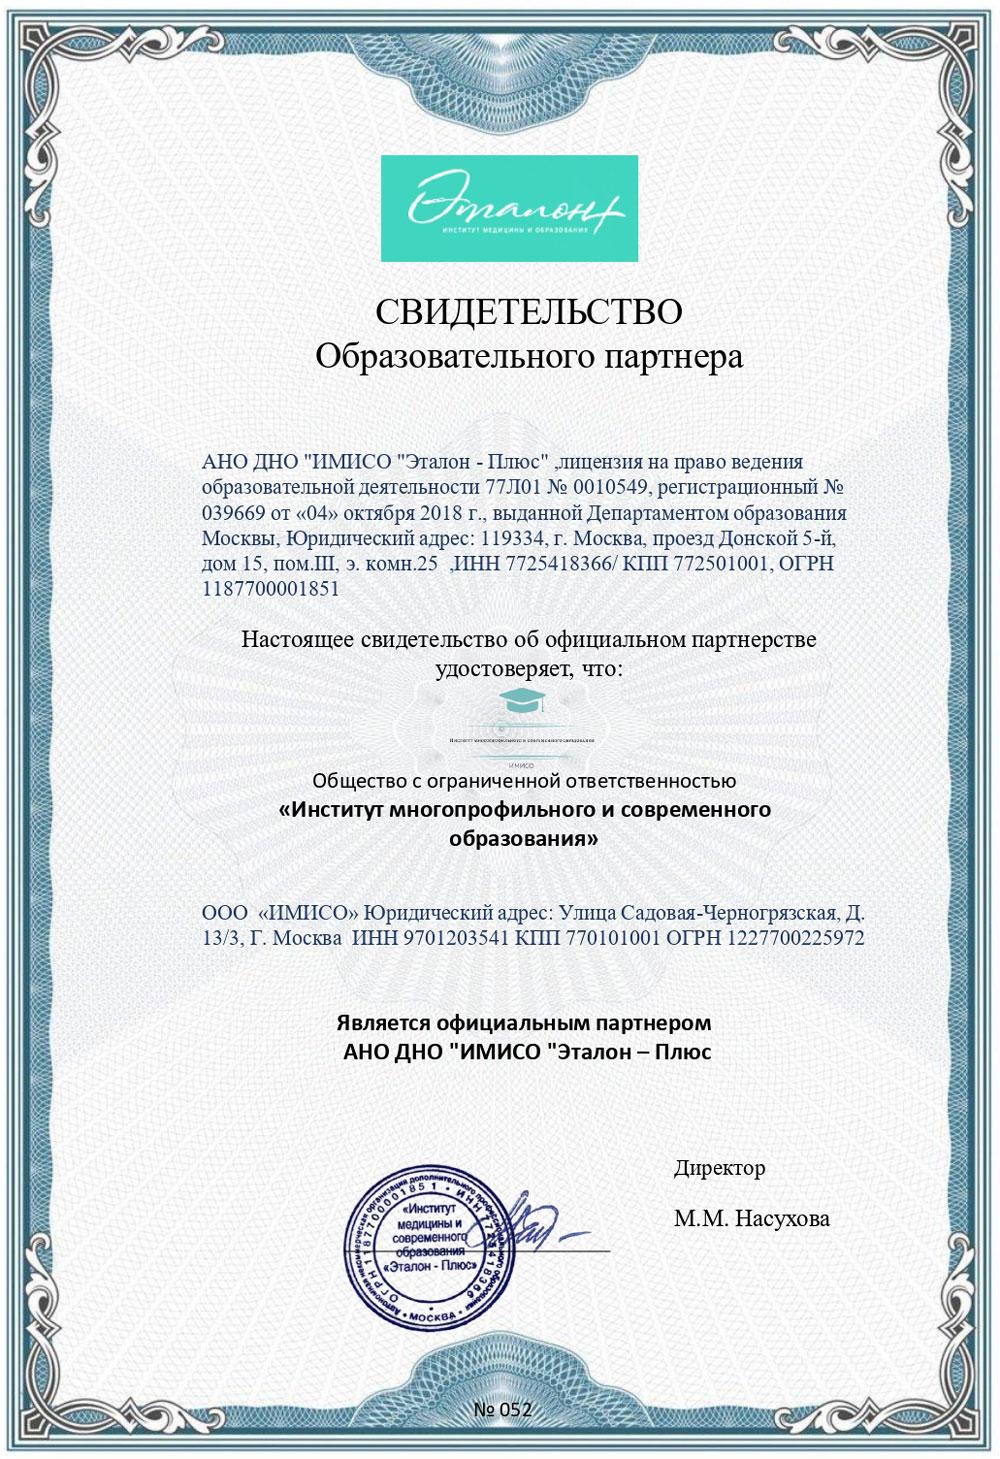 Эталон+
ИНСТИТУТ МЕДИЦИНЫ И ОБРАЗОВАНИЯ
СВИДЕТЕЛЬСТВО
Образовательного партнера
АНО ДНО "ИМИСО "Эталон - Плюс" ,лицензия на право ведения
образовательной деятельности 77Л01 № 0010549, регистрационный №
039669 от «04» октября 2018 г., выданной Департаментом образования
Москвы, Юридический адрес: 119334, г. Москва, проезд Донской 5-й,
дом 15, пом.III, э. комн.25 ,ИНН 7725418366/ КПП 772501001, ОГРН
1187700001851
Настоящее свидетельство об официальном партнерстве
удостоверяет, что:
Институт многопрофильного и современного образования
ИМИСО
Общество с ограниченной ответственностью
«Институт многопрофильного и современного
образования»
ООО «ИМИСО» Юридический адрес: Улица Садовая-Черногрязская, Д.
13/3, Г. Москва ИНН 9701203541 КПП 770101001 ОГРН 1227700225972
Является официальным партнером
АНО ДНО "ИМИСО "Эталон – Плюс
Директор
М.М. Насухова
Автономная некоммерческая организация дополнительного профессионального образования
ОГРН 1187700001851 • ИНН 7725418366
«Институт
медицины и
современного
образования
«Эталон - Плюс»
• МОСКВА •
№ 052